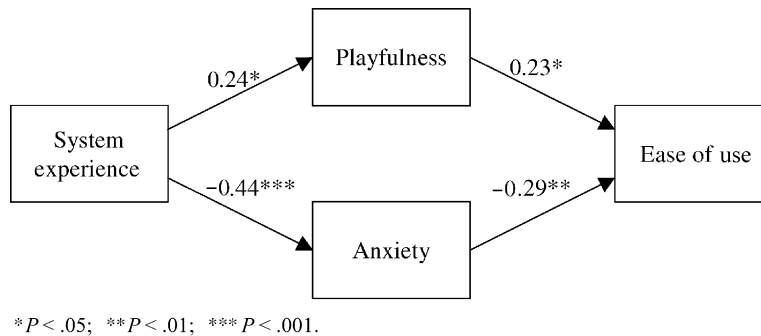 Playfulness
0.24*
0.23*
System
experience
Ease of use
−0.44***
−0.29**
Anxiety
*P < .05; **P < .01; ***P < .001.